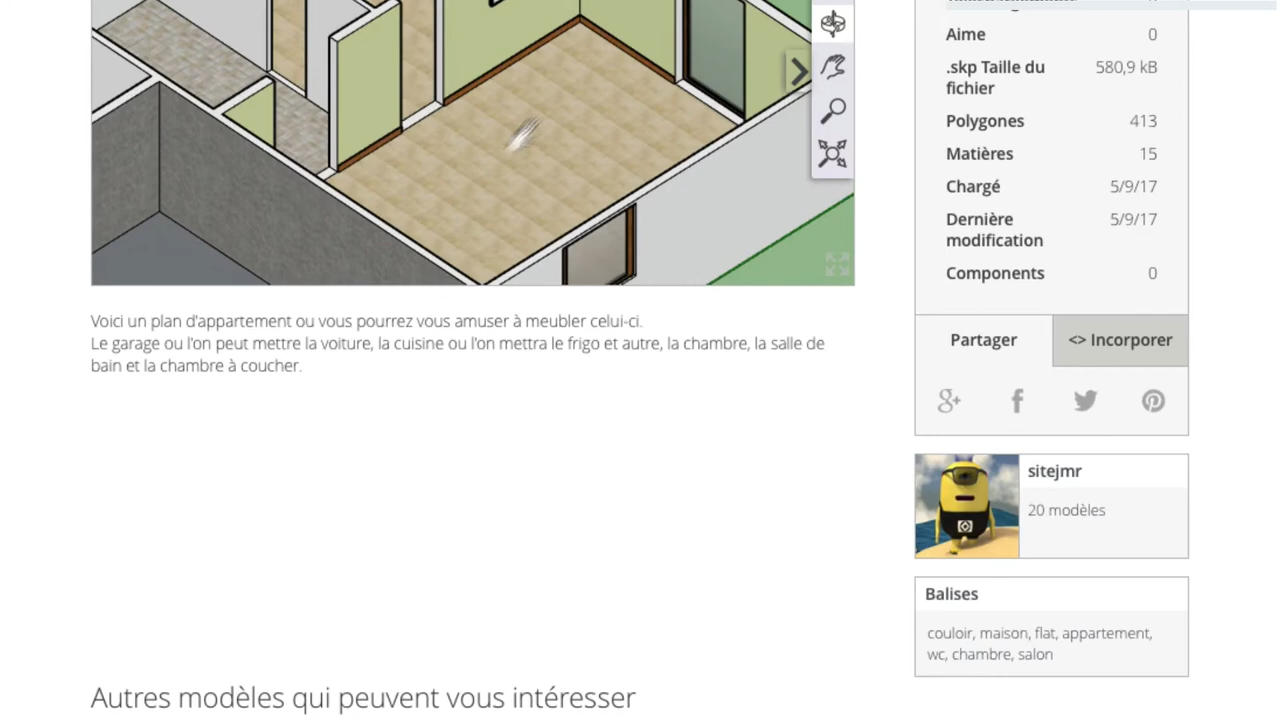 Aime 0
.skp Taille du fichier 580,9 kB
Polygones 413
Matières 15
Chargé 5/9/17
Dernière modification 5/9/17
Components 0
Voici un plan d'appartement ou vous pourrez vous amuser à meubler celui-ci.
Le garage ou l'on peut mettre la voiture, la cuisine ou l'on mettra le frigo et autre, la chambre, la salle de
bain et la chambre à coucher.
Partager <> Incorporer
sitejmr
20 modèles
Balises
couloir, maison, flat, appartement,
wc, chambre, salon
Autres modèles qui peuvent vous intéresser